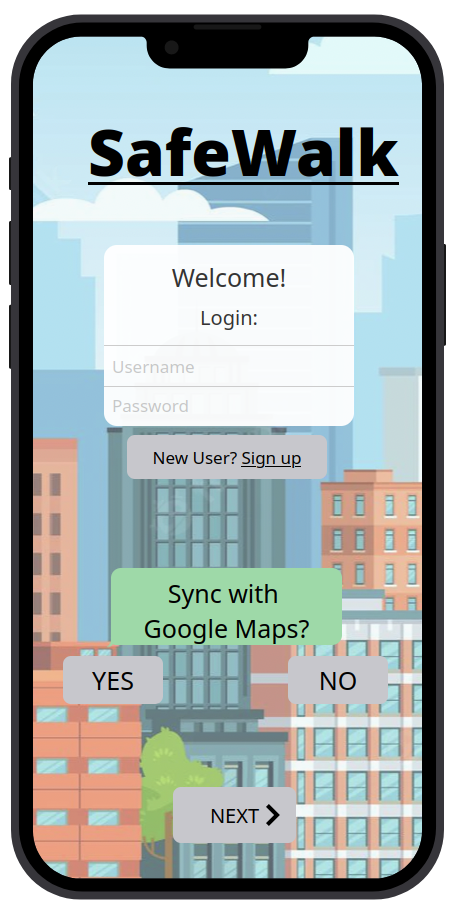 SafeWalk
Welcome!
Login:
Username
Password
New User? Sign up
Sync with
Google Maps?
YES
NO
NEXT